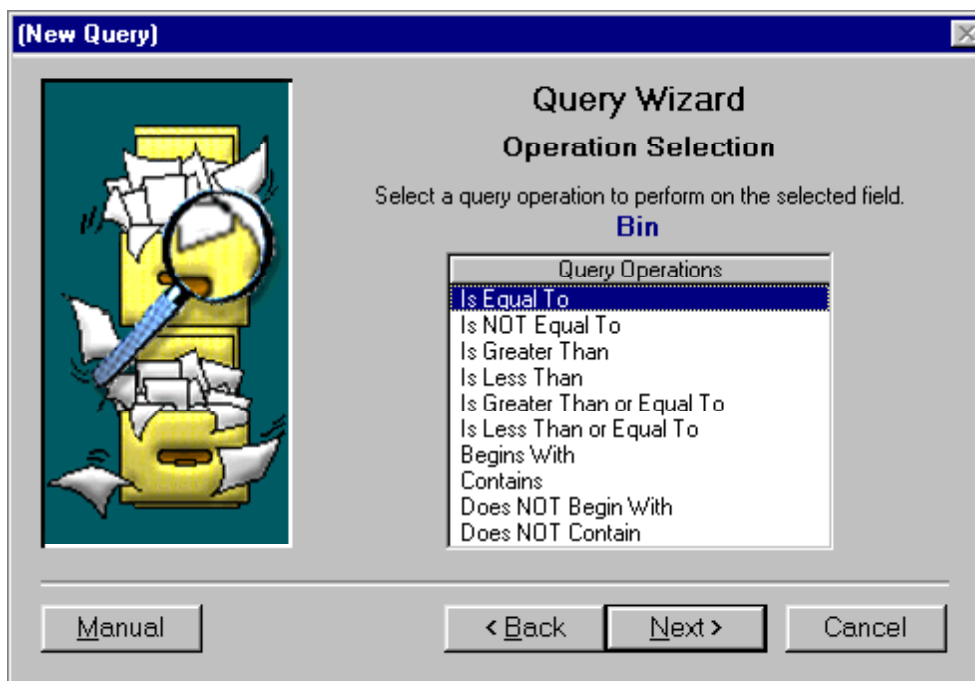 (New Query)
Query Wizard
Operation Selection
Select a query operation to perform on the selected field.
Bin
Query Operations
Is Equal To
Is NOT Equal To
Is Greater Than
Is Less Than
Is Greater Than or Equal To
Is Less Than or Equal To
Begins With
Contains
Does NOT Begin With
Does NOT Contain
Manual
< Back
Next >
Cancel